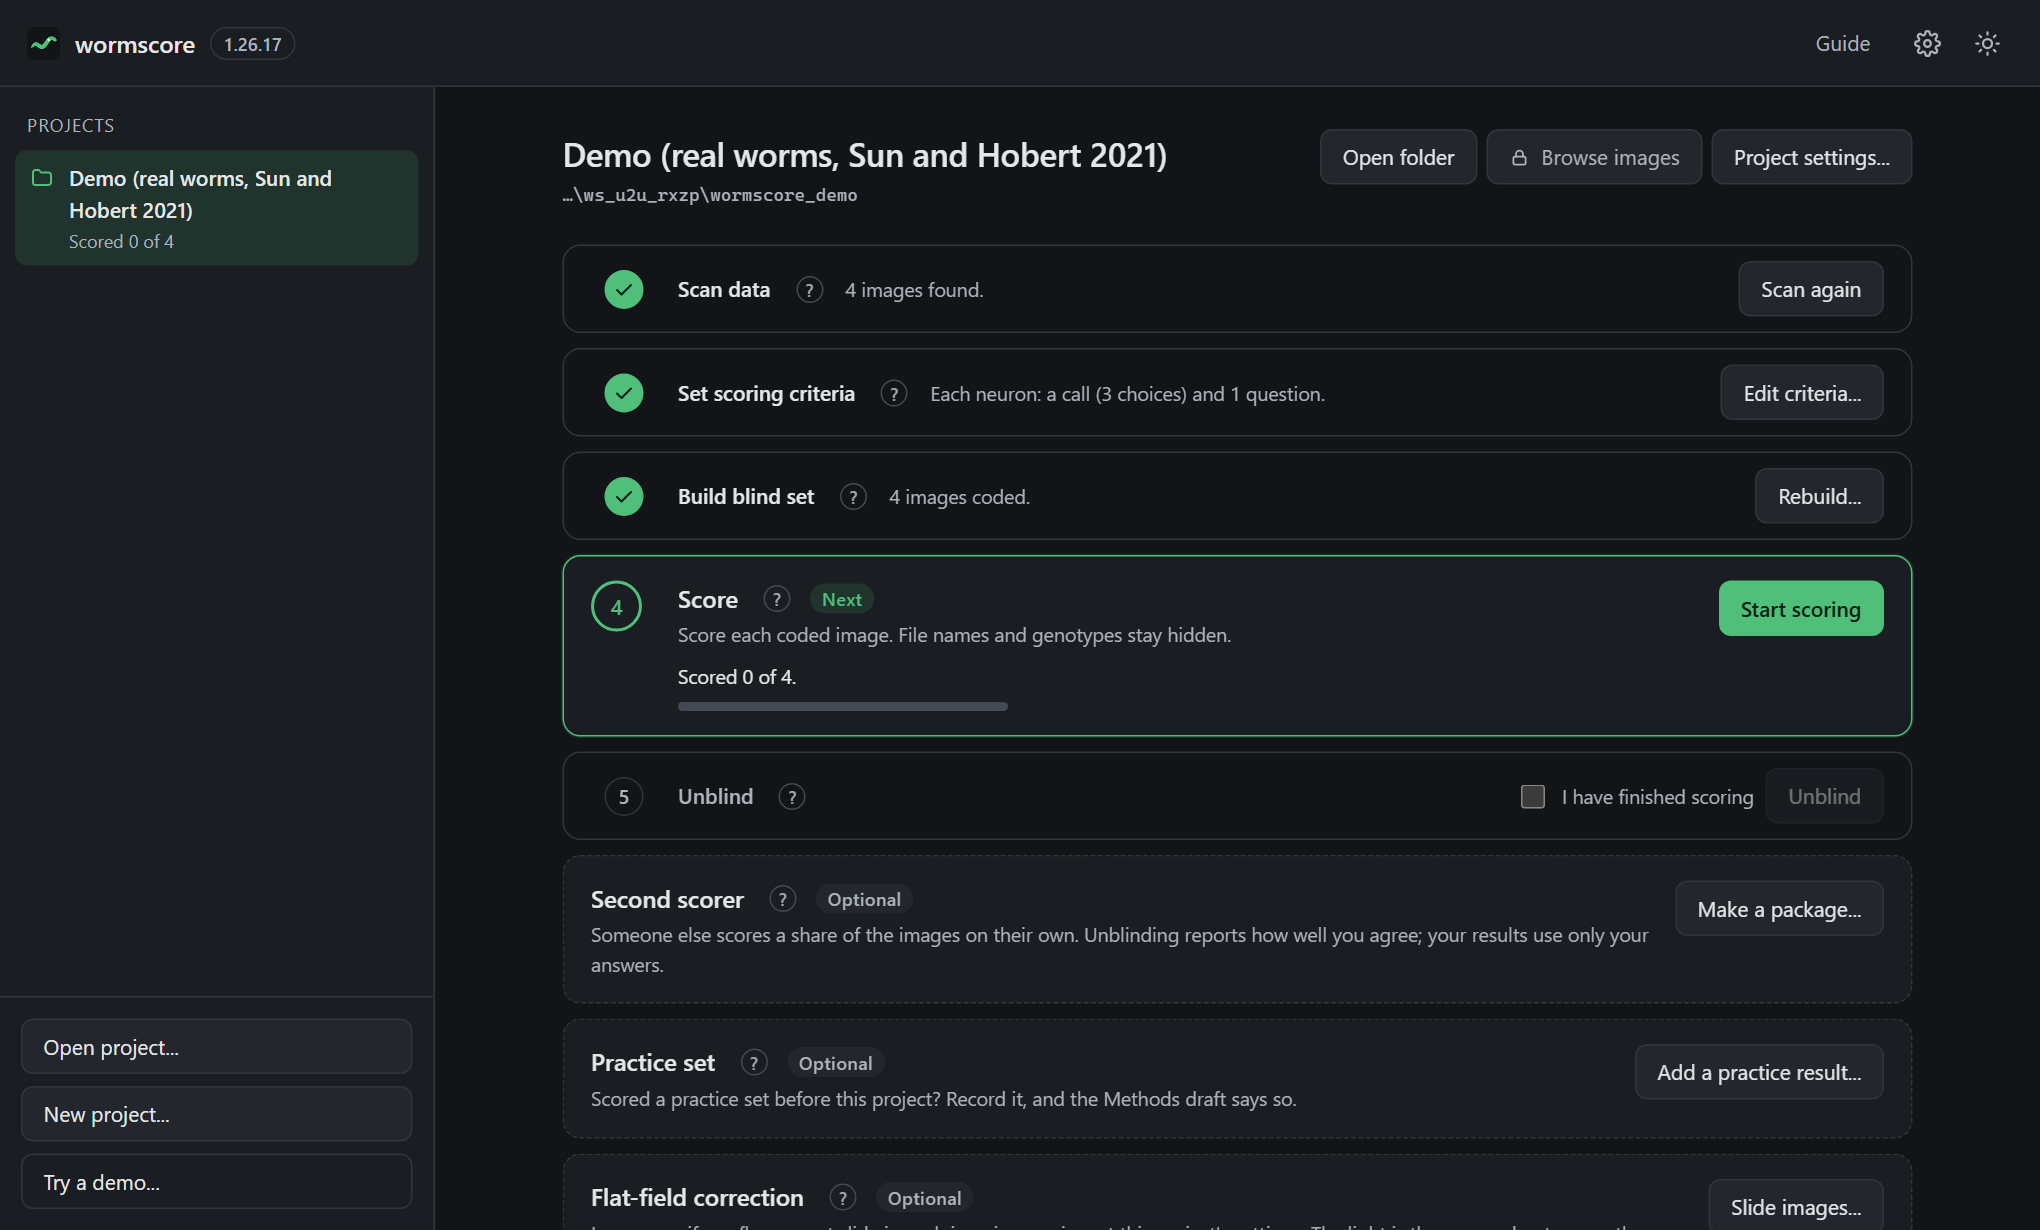 wormscore 1.26.17
Guide
PROJECTS
Demo (real worms, Sun and
Hobert 2021)
Scored 0 of 4
Open project...
New project...
Try a demo...
Demo (real worms, Sun and Hobert 2021)
…\ws_u2u_rxzp\wormscore_demo
Open folder
Browse images
Project settings...
Scan data ? 4 images found.
Scan again
Set scoring criteria ? Each neuron: a call (3 choices) and 1 question.
Edit criteria...
Build blind set ? 4 images coded.
Rebuild...
4 Score ? Next
Score each coded image. File names and genotypes stay hidden.
Scored 0 of 4.
Start scoring
5 Unblind ?
I have finished scoring
Unblind
Second scorer ? Optional
Someone else scores a share of the images on their own. Unblinding reports how well you agree; your results use only your
answers.
Make a package...
Practice set ? Optional
Scored a practice set before this project? Record it, and the Methods draft says so.
Add a practice result...
Flat-field correction ? Optional
Slide images...